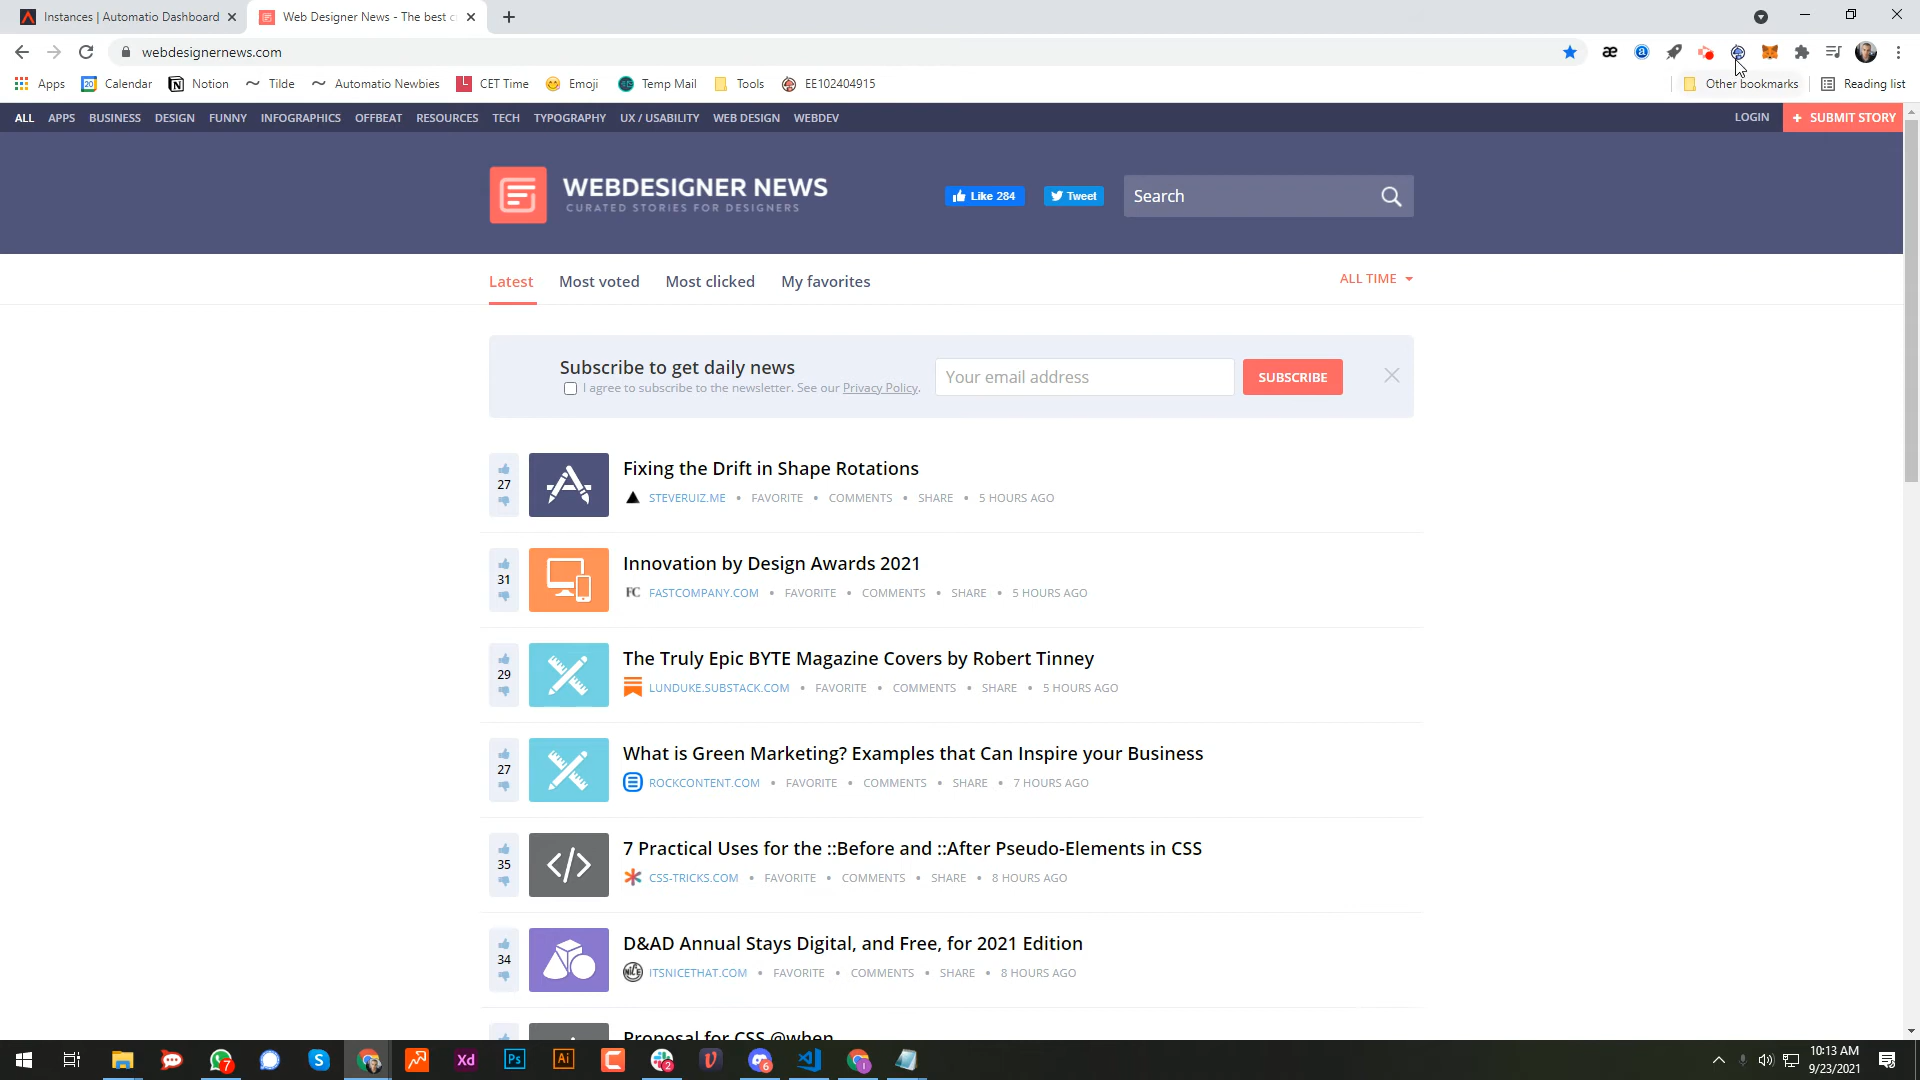 Instances | Automatio Dashboard
Web Designer News - The best c
webdesignernews.com
Apps
Calendar
Notion
Tilde
Automatio Newbies
CET Time
Emoji
Temp Mail
Tools
EE102404915
Other bookmarks
Reading list
ALL APPS BUSINESS DESIGN FUNNY INFOGRAPHICS OFFBEAT RESOURCES TECH TYPOGRAPHY UX / USABILITY WEB DESIGN WEBDEV
LOGIN
+ SUBMIT STORY
WEBDESIGNER NEWS
CURATED STORIES FOR DESIGNERS
Like 284
Tweet
Search
Latest
Most voted
Most clicked
My favorites
ALL TIME
Subscribe to get daily news
I agree to subscribe to the newsletter. See our Privacy Policy.
Your email address
SUBSCRIBE
27
Fixing the Drift in Shape Rotations
STEVERUIZ.ME • FAVORITE • COMMENTS • SHARE • 5 HOURS AGO
31
Innovation by Design Awards 2021
FC FASTCOMPANY.COM • FAVORITE • COMMENTS • SHARE • 5 HOURS AGO
29
The Truly Epic BYTE Magazine Covers by Robert Tinney
LUNDUKE.SUBSTACK.COM • FAVORITE • COMMENTS • SHARE • 5 HOURS AGO
27
What is Green Marketing? Examples that Can Inspire your Business
ROCKCONTENT.COM • FAVORITE • COMMENTS • SHARE • 7 HOURS AGO
35
7 Practical Uses for the ::Before and ::After Pseudo-Elements in CSS
CSS-TRICKS.COM • FAVORITE • COMMENTS • SHARE • 8 HOURS AGO
34
D&AD Annual Stays Digital, and Free, for 2021 Edition
ITSNICETHAT.COM • FAVORITE • COMMENTS • SHARE • 8 HOURS AGO
Proposal for CSS @when
10:13 AM
9/23/2021